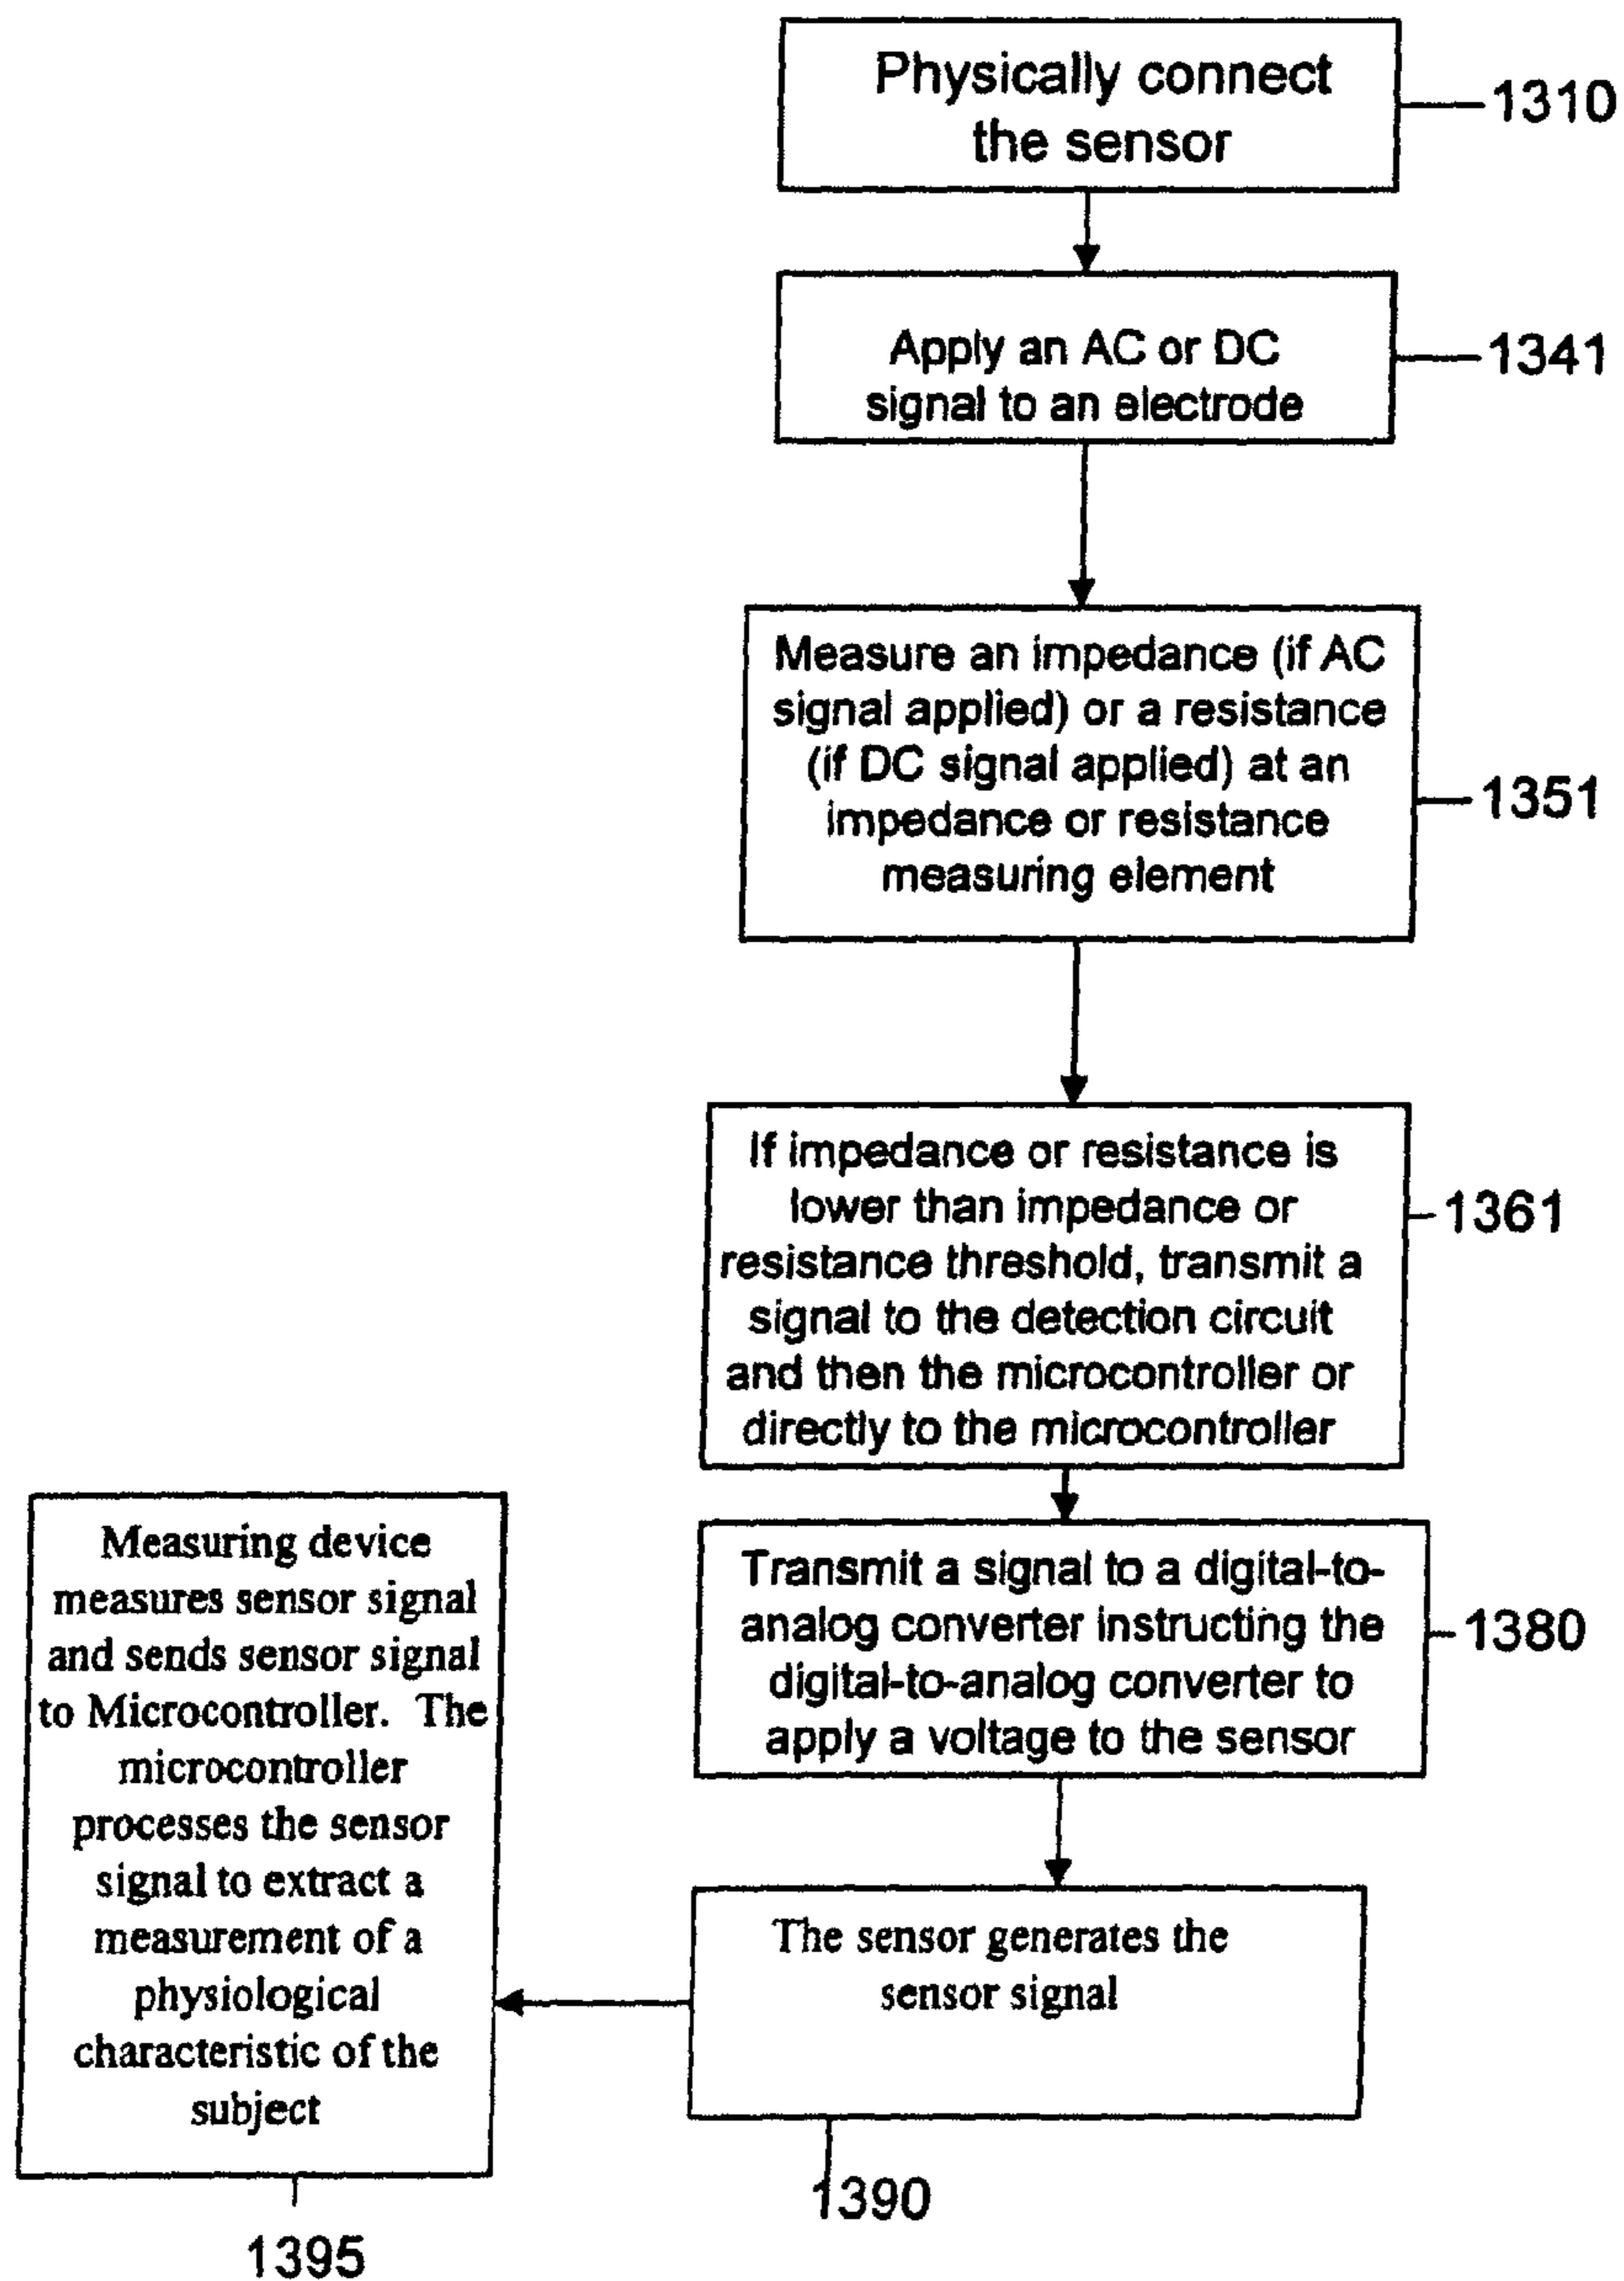 Physically connect
the sensor
1310
Apply an AC or DC
signal to an electrode
1341
Measure an impedance (if AC
signal applied) or a resistance
(if DC signal applied) at an
impedance or resistance
measuring element
1351
If impedance or resistance is
lower than impedance or
resistance threshold, transmit a
signal to the detection circuit
and then the microcontroller or
directly to the microcontroller
1361
Transmit a signal to a digital-to-
analog converter instructing the
digital-to-analog converter to
apply a voltage to the sensor
1380
The sensor generates the
sensor signal
1390
Measuring device
measures sensor signal
and sends sensor signal
to Microcontroller. The
microcontroller
processes the sensor
signal to extract a
measurement of a
physiological
characteristic of the
subject
1395